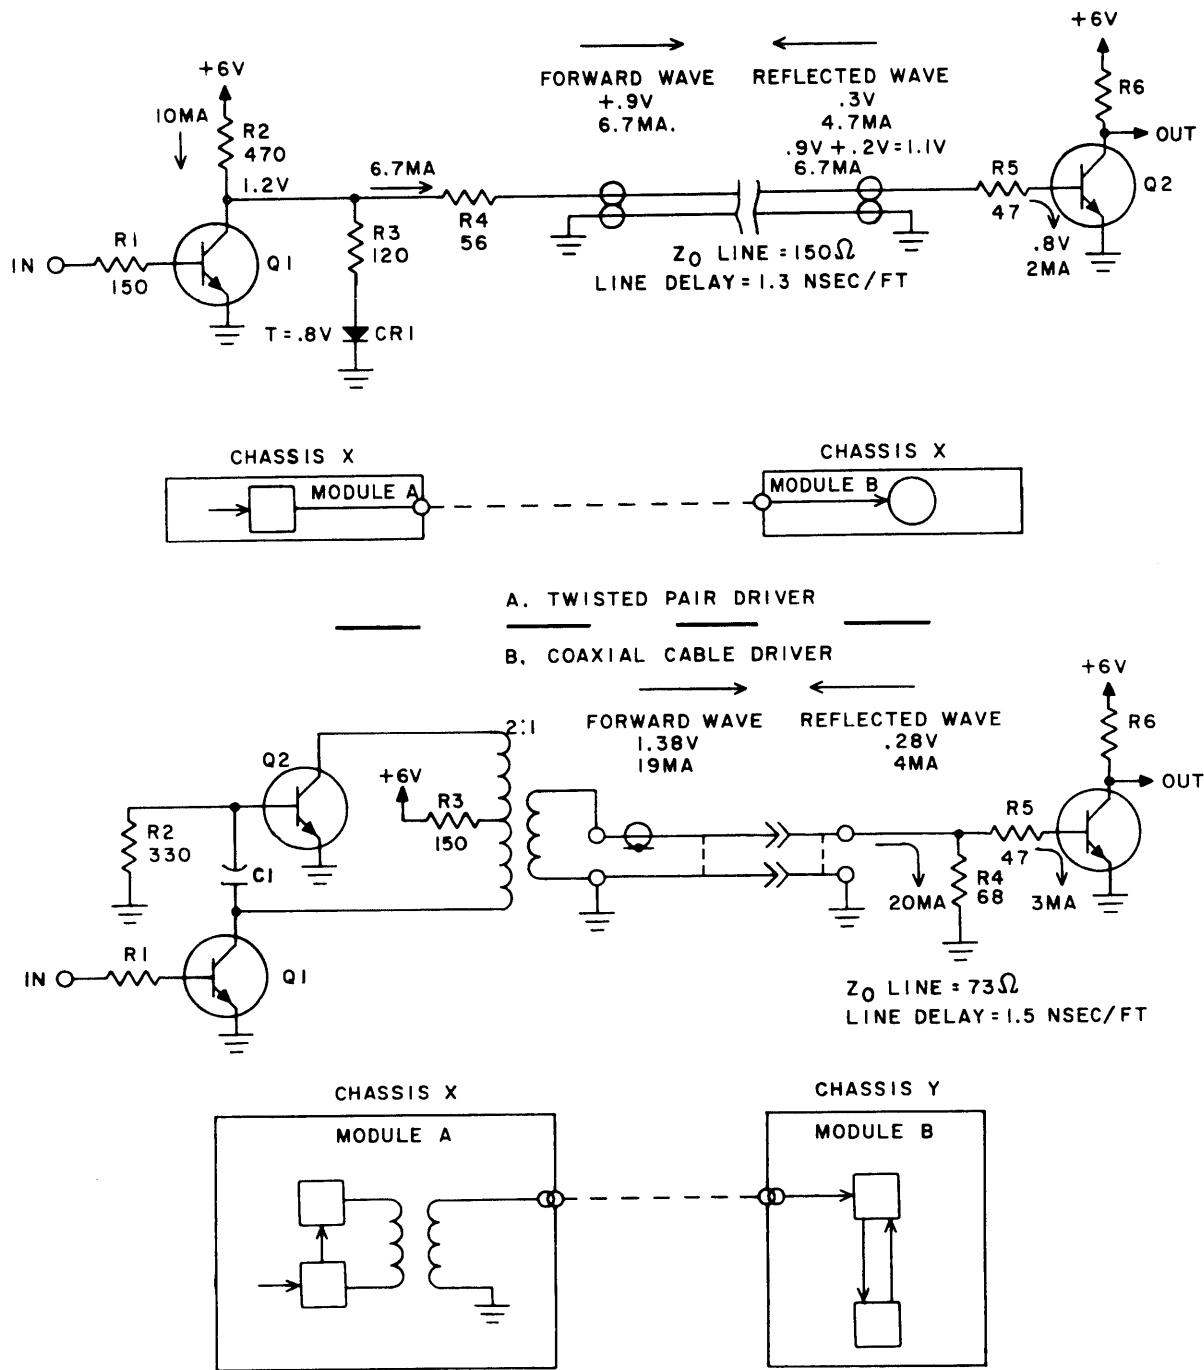 +6V
FORWARD WAVE
+.9V
6.7MA.
REFLECTED WAVE
.3V
4.7MA
.9V + .2V = 1.1V
6.7MA
+6V
10MA
R2
470
1.2V
6.7MA
R4
56
R3
120
R1
150
IN
Q1
T=.8V
CR1
Z0 LINE = 150Ω
LINE DELAY = 1.3 NSEC/FT
R5
47
.8V
2MA
R6
OUT
Q2
CHASSIS X
MODULE A
CHASSIS X
MODULE B
A. TWISTED PAIR DRIVER
B. COAXIAL CABLE DRIVER
FORWARD WAVE
1.38V
19MA
REFLECTED WAVE
.28V
4MA
+6V
R6
OUT
2:1
Q2
+6V
R3
150
R2
330
C1
R1
IN
Q1
R5
47
R4
68
20MA
3MA
Z0 LINE = 73Ω
LINE DELAY = 1.5 NSEC/FT
CHASSIS X
MODULE A
CHASSIS Y
MODULE B